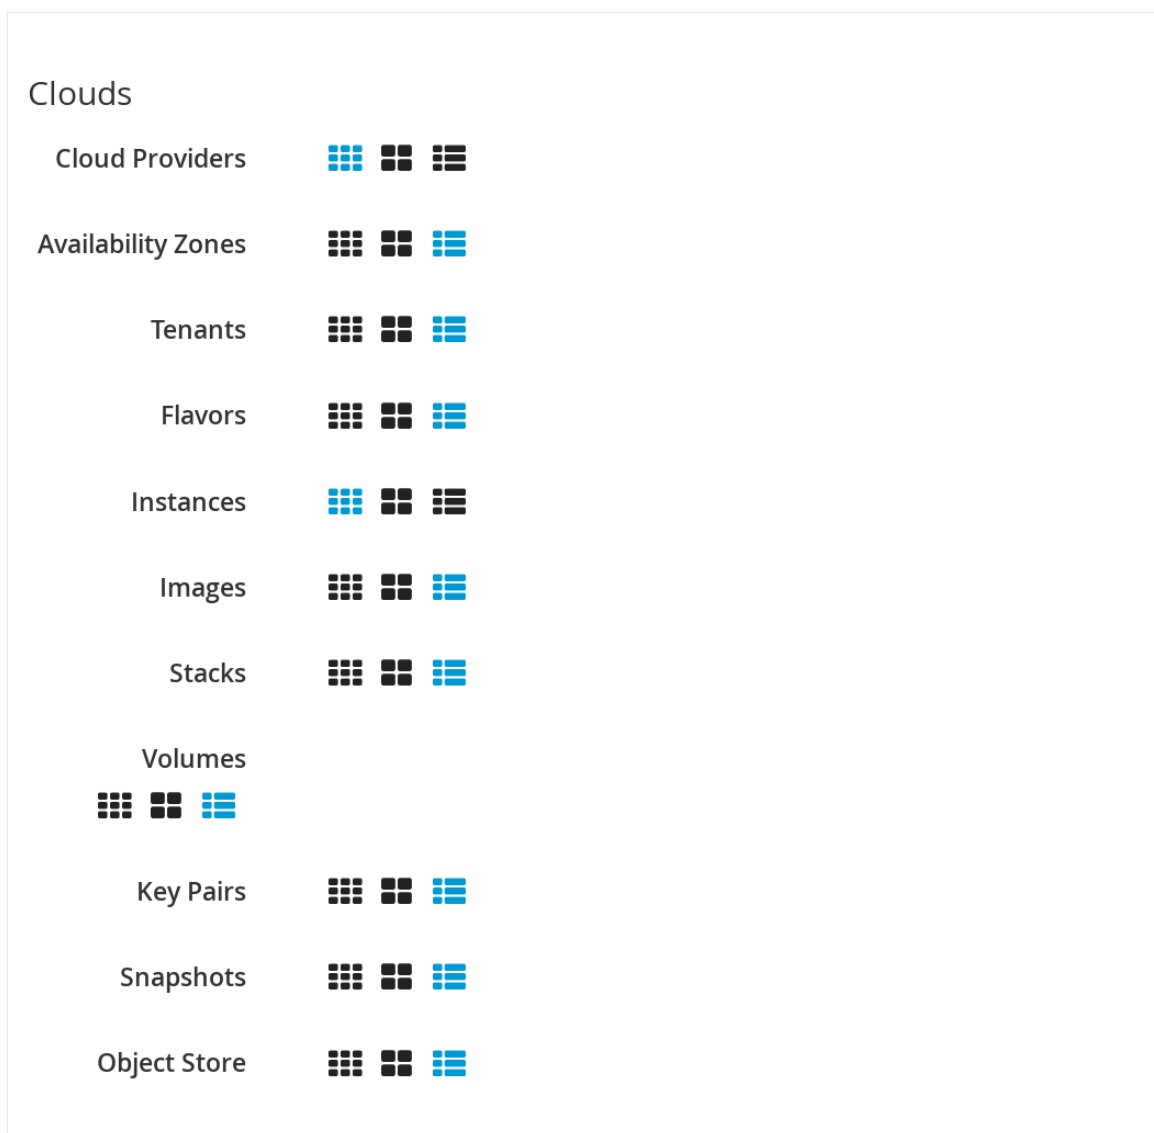 Clouds
Cloud Providers
Availability Zones
Tenants
Flavors
Instances
Images
Stacks
Volumes
Key Pairs
Snapshots
Object Store